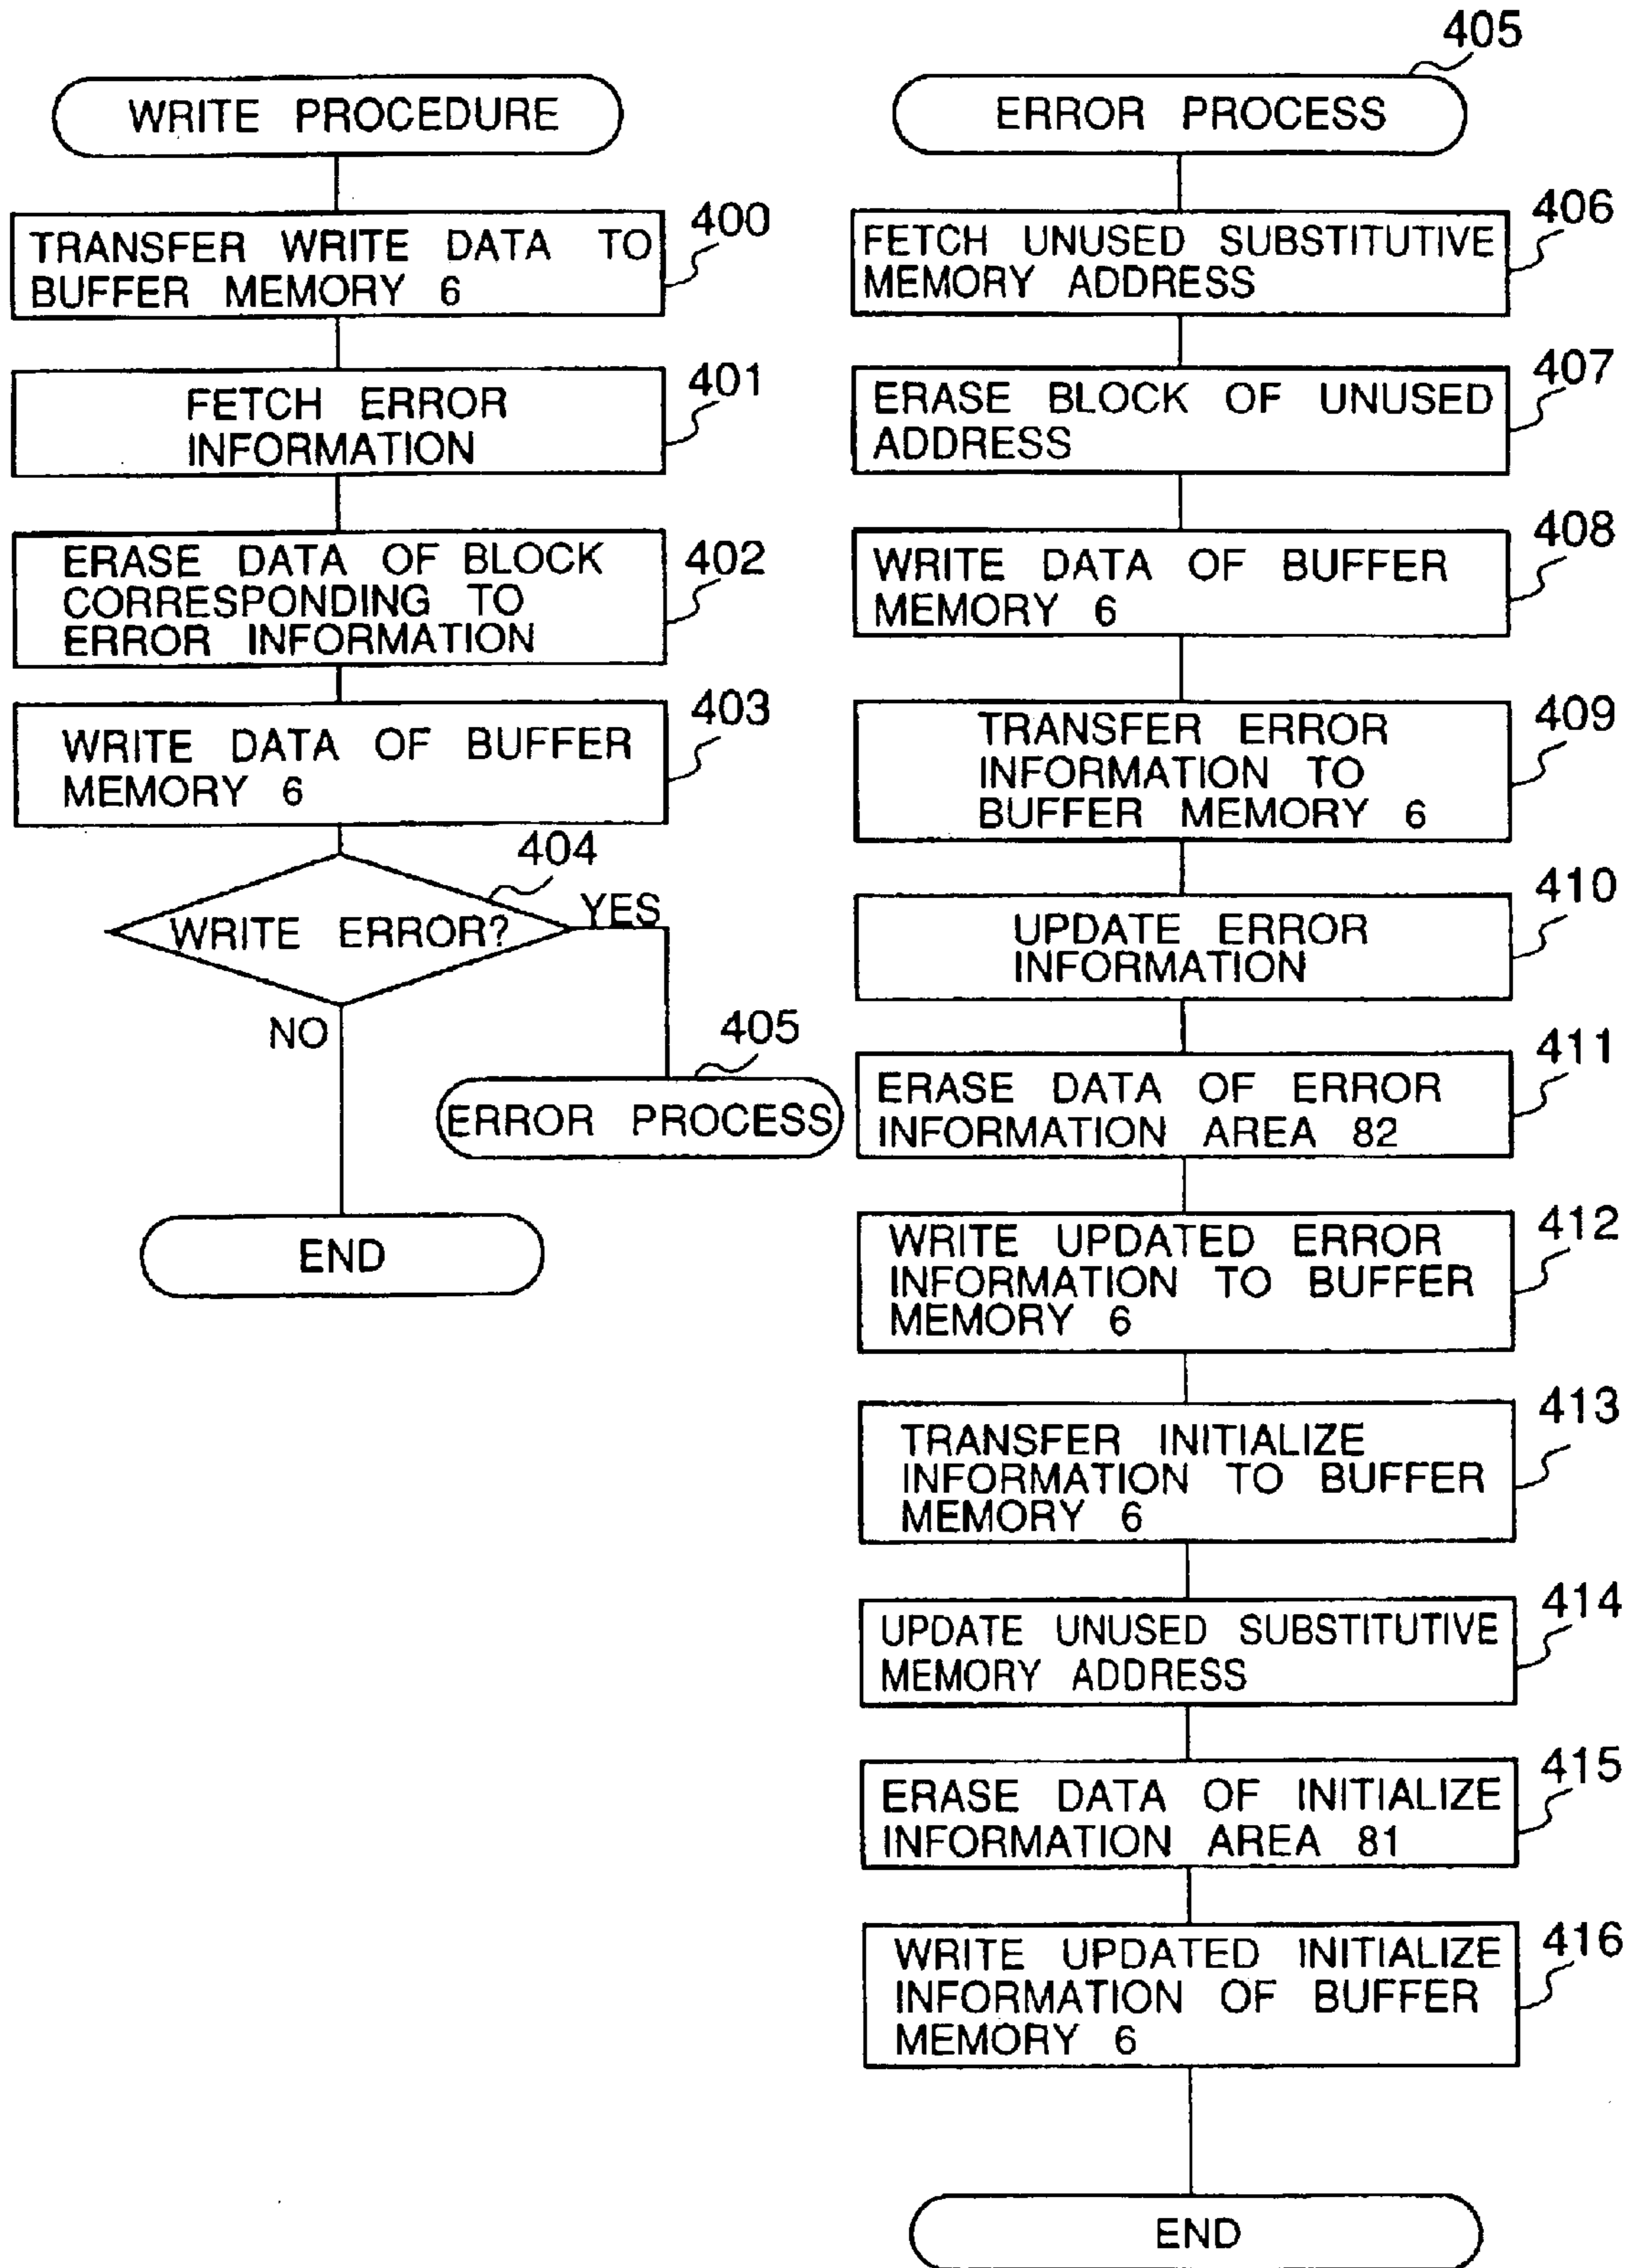 WRITE PROCEDURE
400
TRANSFER WRITE DATA TO
BUFFER MEMORY 6
401
FETCH ERROR
INFORMATION
402
ERASE DATA OF BLOCK
CORRESPONDING TO
ERROR INFORMATION
403
WRITE DATA OF BUFFER
MEMORY 6
404
WRITE ERROR?
YES
NO
405
ERROR PROCESS
END
405
ERROR PROCESS
406
FETCH UNUSED SUBSTITUTIVE
MEMORY ADDRESS
407
ERASE BLOCK OF UNUSED
ADDRESS
408
WRITE DATA OF BUFFER
MEMORY 6
409
TRANSFER ERROR
INFORMATION TO
BUFFER MEMORY 6
410
UPDATE ERROR
INFORMATION
411
ERASE DATA OF ERROR
INFORMATION AREA 82
412
WRITE UPDATED ERROR
INFORMATION TO BUFFER
MEMORY 6
413
TRANSFER INITIALIZE
INFORMATION TO BUFFER
MEMORY 6
414
UPDATE UNUSED SUBSTITUTIVE
MEMORY ADDRESS
415
ERASE DATA OF INITIALIZE
INFORMATION AREA 81
416
WRITE UPDATED INITIALIZE
INFORMATION OF BUFFER
MEMORY 6
END